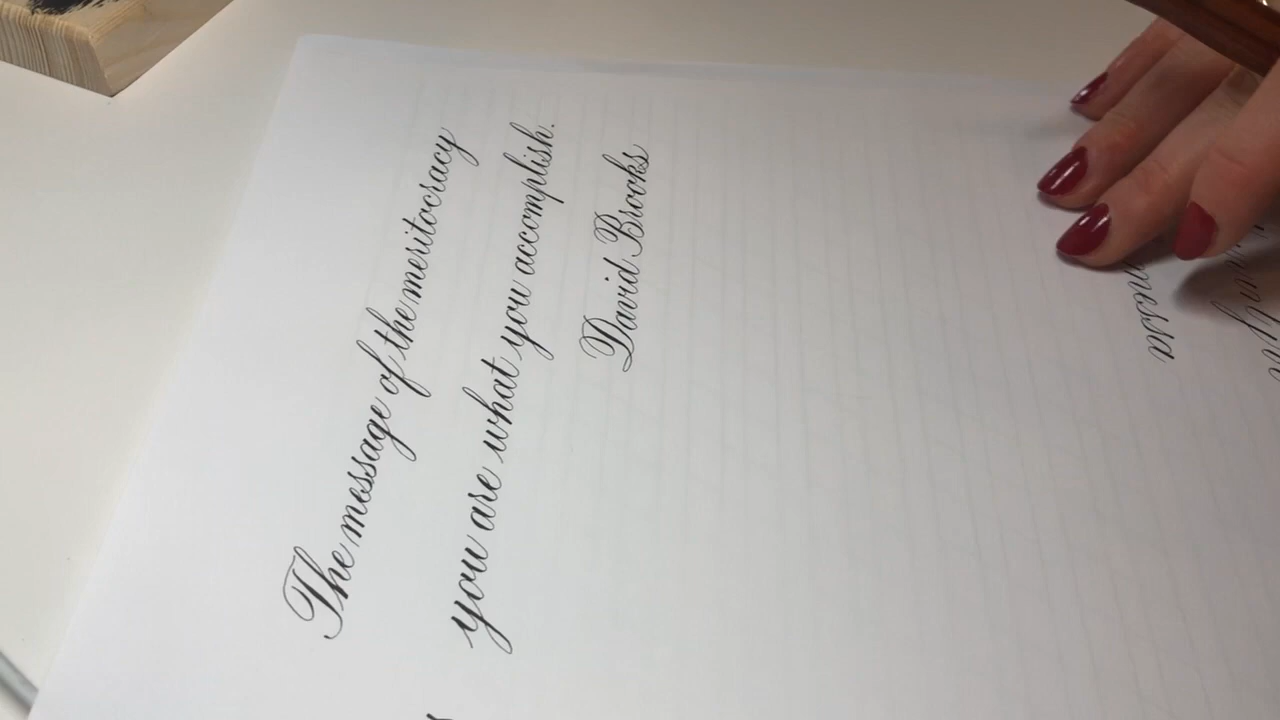 The message of the meritocracy
you are what you accomplish.
David Brooks